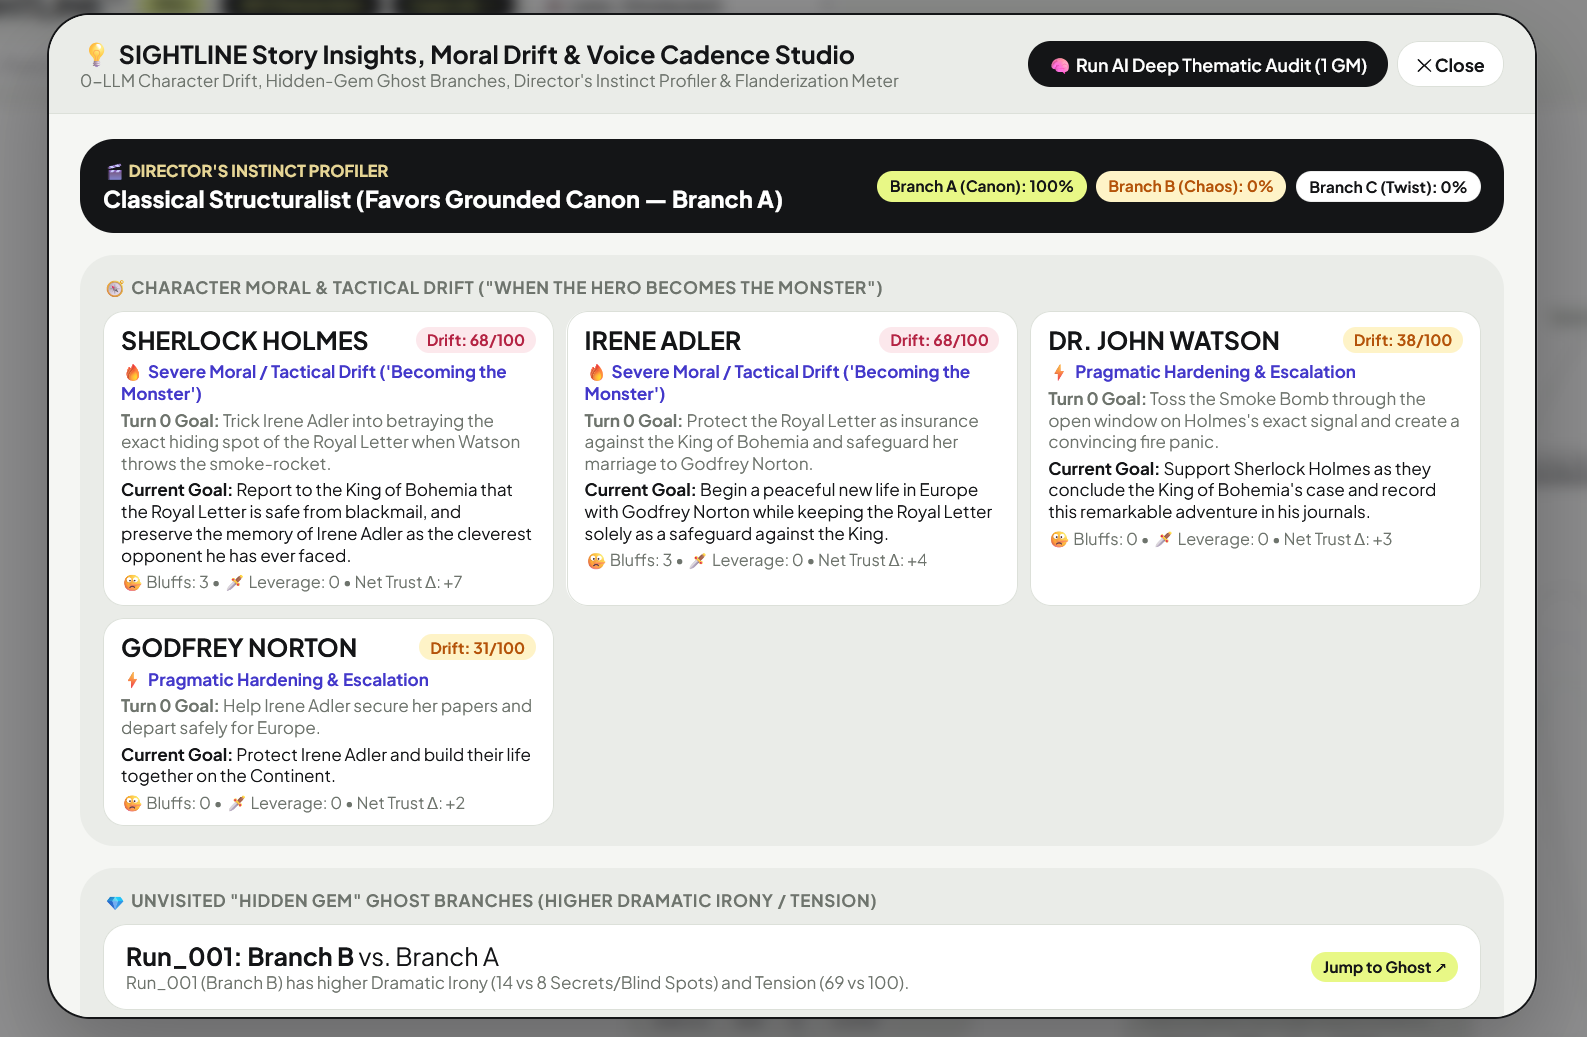 SIGHTLINE Story Insights, Moral Drift & Voice Cadence Studio
0-LLM Character Drift, Hidden-Gem Ghost Branches, Director's Instinct Profiler & Flanderization Meter
Run AI Deep Thematic Audit (1 GM)
Close
DIRECTOR'S INSTINCT PROFILER
Classical Structuralist (Favors Grounded Canon — Branch A)
Branch A (Canon): 100%
Branch B (Chaos): 0%
Branch C (Twist): 0%
CHARACTER MORAL & TACTICAL DRIFT ("WHEN THE HERO BECOMES THE MONSTER")
SHERLOCK HOLMES
Drift: 68/100
🔥 Severe Moral / Tactical Drift ('Becoming the
Monster')
Turn 0 Goal: Trick Irene Adler into betraying the
exact hiding spot of the Royal Letter when Watson
throws the smoke-rocket.
Current Goal: Report to the King of Bohemia that
the Royal Letter is safe from blackmail, and
preserve the memory of Irene Adler as the cleverest
opponent he has ever faced.
Bluffs: 3 • Leverage: 0 • Net Trust Δ: +7
IRENE ADLER
Drift: 68/100
🔥 Severe Moral / Tactical Drift ('Becoming the
Monster')
Turn 0 Goal: Protect the Royal Letter as insurance
against the King of Bohemia and safeguard her
marriage to Godfrey Norton.
Current Goal: Begin a peaceful new life in Europe
with Godfrey Norton while keeping the Royal Letter
solely as a safeguard against the King.
Bluffs: 3 • Leverage: 0 • Net Trust Δ: +4
DR. JOHN WATSON
Drift: 38/100
Pragmatic Hardening & Escalation
Turn 0 Goal: Toss the Smoke Bomb through the
open window on Holmes's exact signal and create a
convincing fire panic.
Current Goal: Support Sherlock Holmes as they
conclude the King of Bohemia's case and record
this remarkable adventure in his journals.
Bluffs: 0 • Leverage: 0 • Net Trust Δ: +3
GODFREY NORTON
Drift: 31/100
Pragmatic Hardening & Escalation
Turn 0 Goal: Help Irene Adler secure her papers and
depart safely for Europe.
Current Goal: Protect Irene Adler and build their life
together on the Continent.
Bluffs: 0 • Leverage: 0 • Net Trust Δ: +2
UNVISITED "HIDDEN GEM" GHOST BRANCHES (HIGHER DRAMATIC IRONY / TENSION)
Run_001: Branch B vs. Branch A
Run_001 (Branch B) has higher Dramatic Irony (14 vs 8 Secrets/Blind Spots) and Tension (69 vs 100).
Jump to Ghost ↗